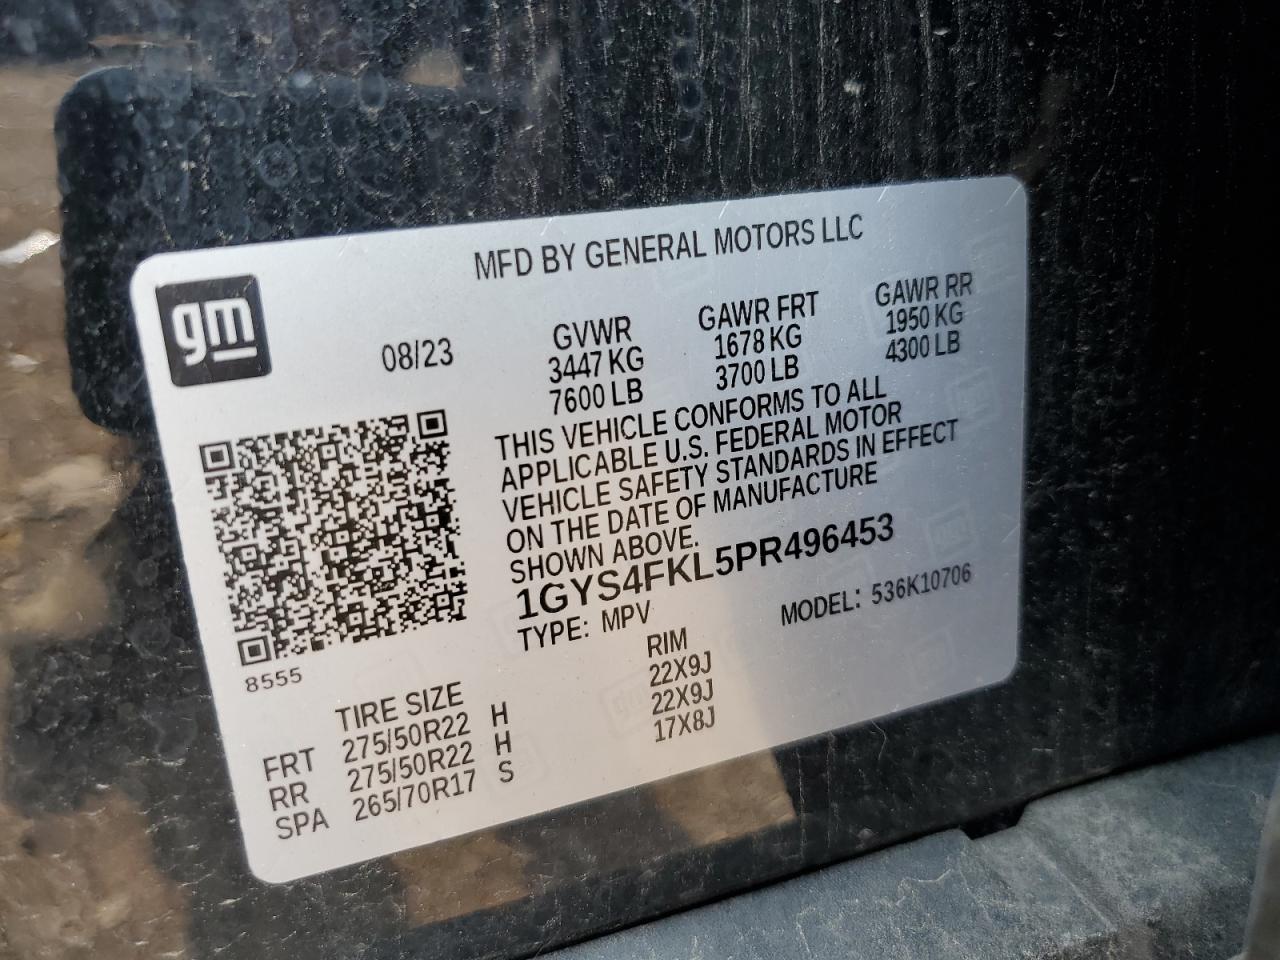 MFD BY GENERAL MOTORS LLC
gm
08/23
GVWR
3447 KG
7600 LB
GAWR FRT
1678 KG
3700 LB
GAWR RR
1950 KG
4300 LB
THIS VEHICLE CONFORMS TO ALL
APPLICABLE U.S. FEDERAL MOTOR
VEHICLE SAFETY STANDARDS IN EFFECT
ON THE DATE OF MANUFACTURE
SHOWN ABOVE.
1GYS4FKL5PR496453
TYPE: MPV MODEL: 536K10706
8555
TIRE SIZE RIM
FRT 275/50R22 H 22X9J
RR 275/50R22 H 22X9J
SPA 265/70R17 S 17X8J